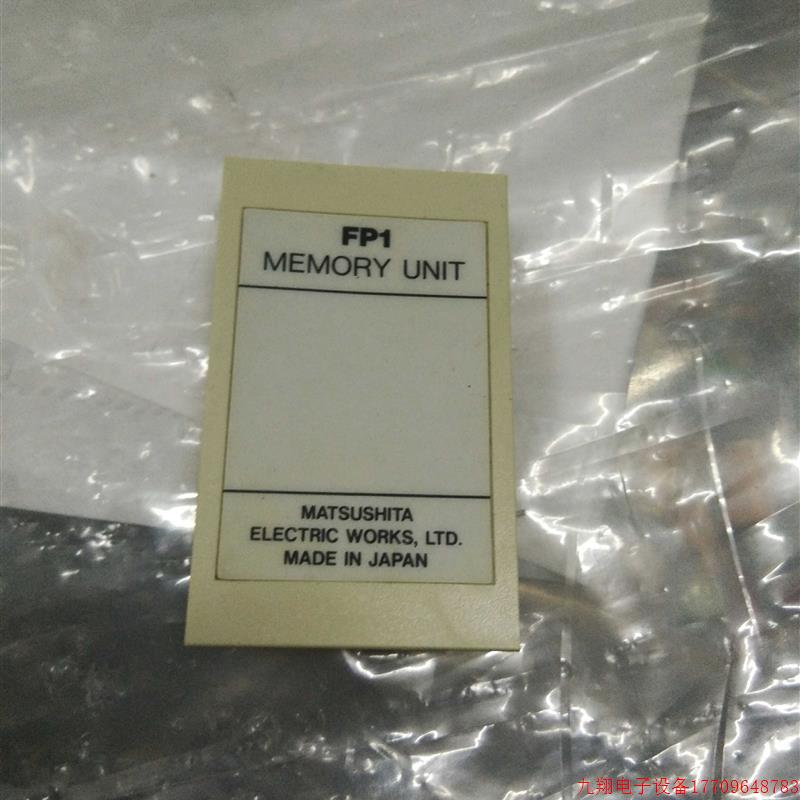 FP1
MEMORY UNIT
MATSUSHITA
ELECTRIC WORKS, LTD.
MADE IN JAPAN
九翔电子设备17709648783